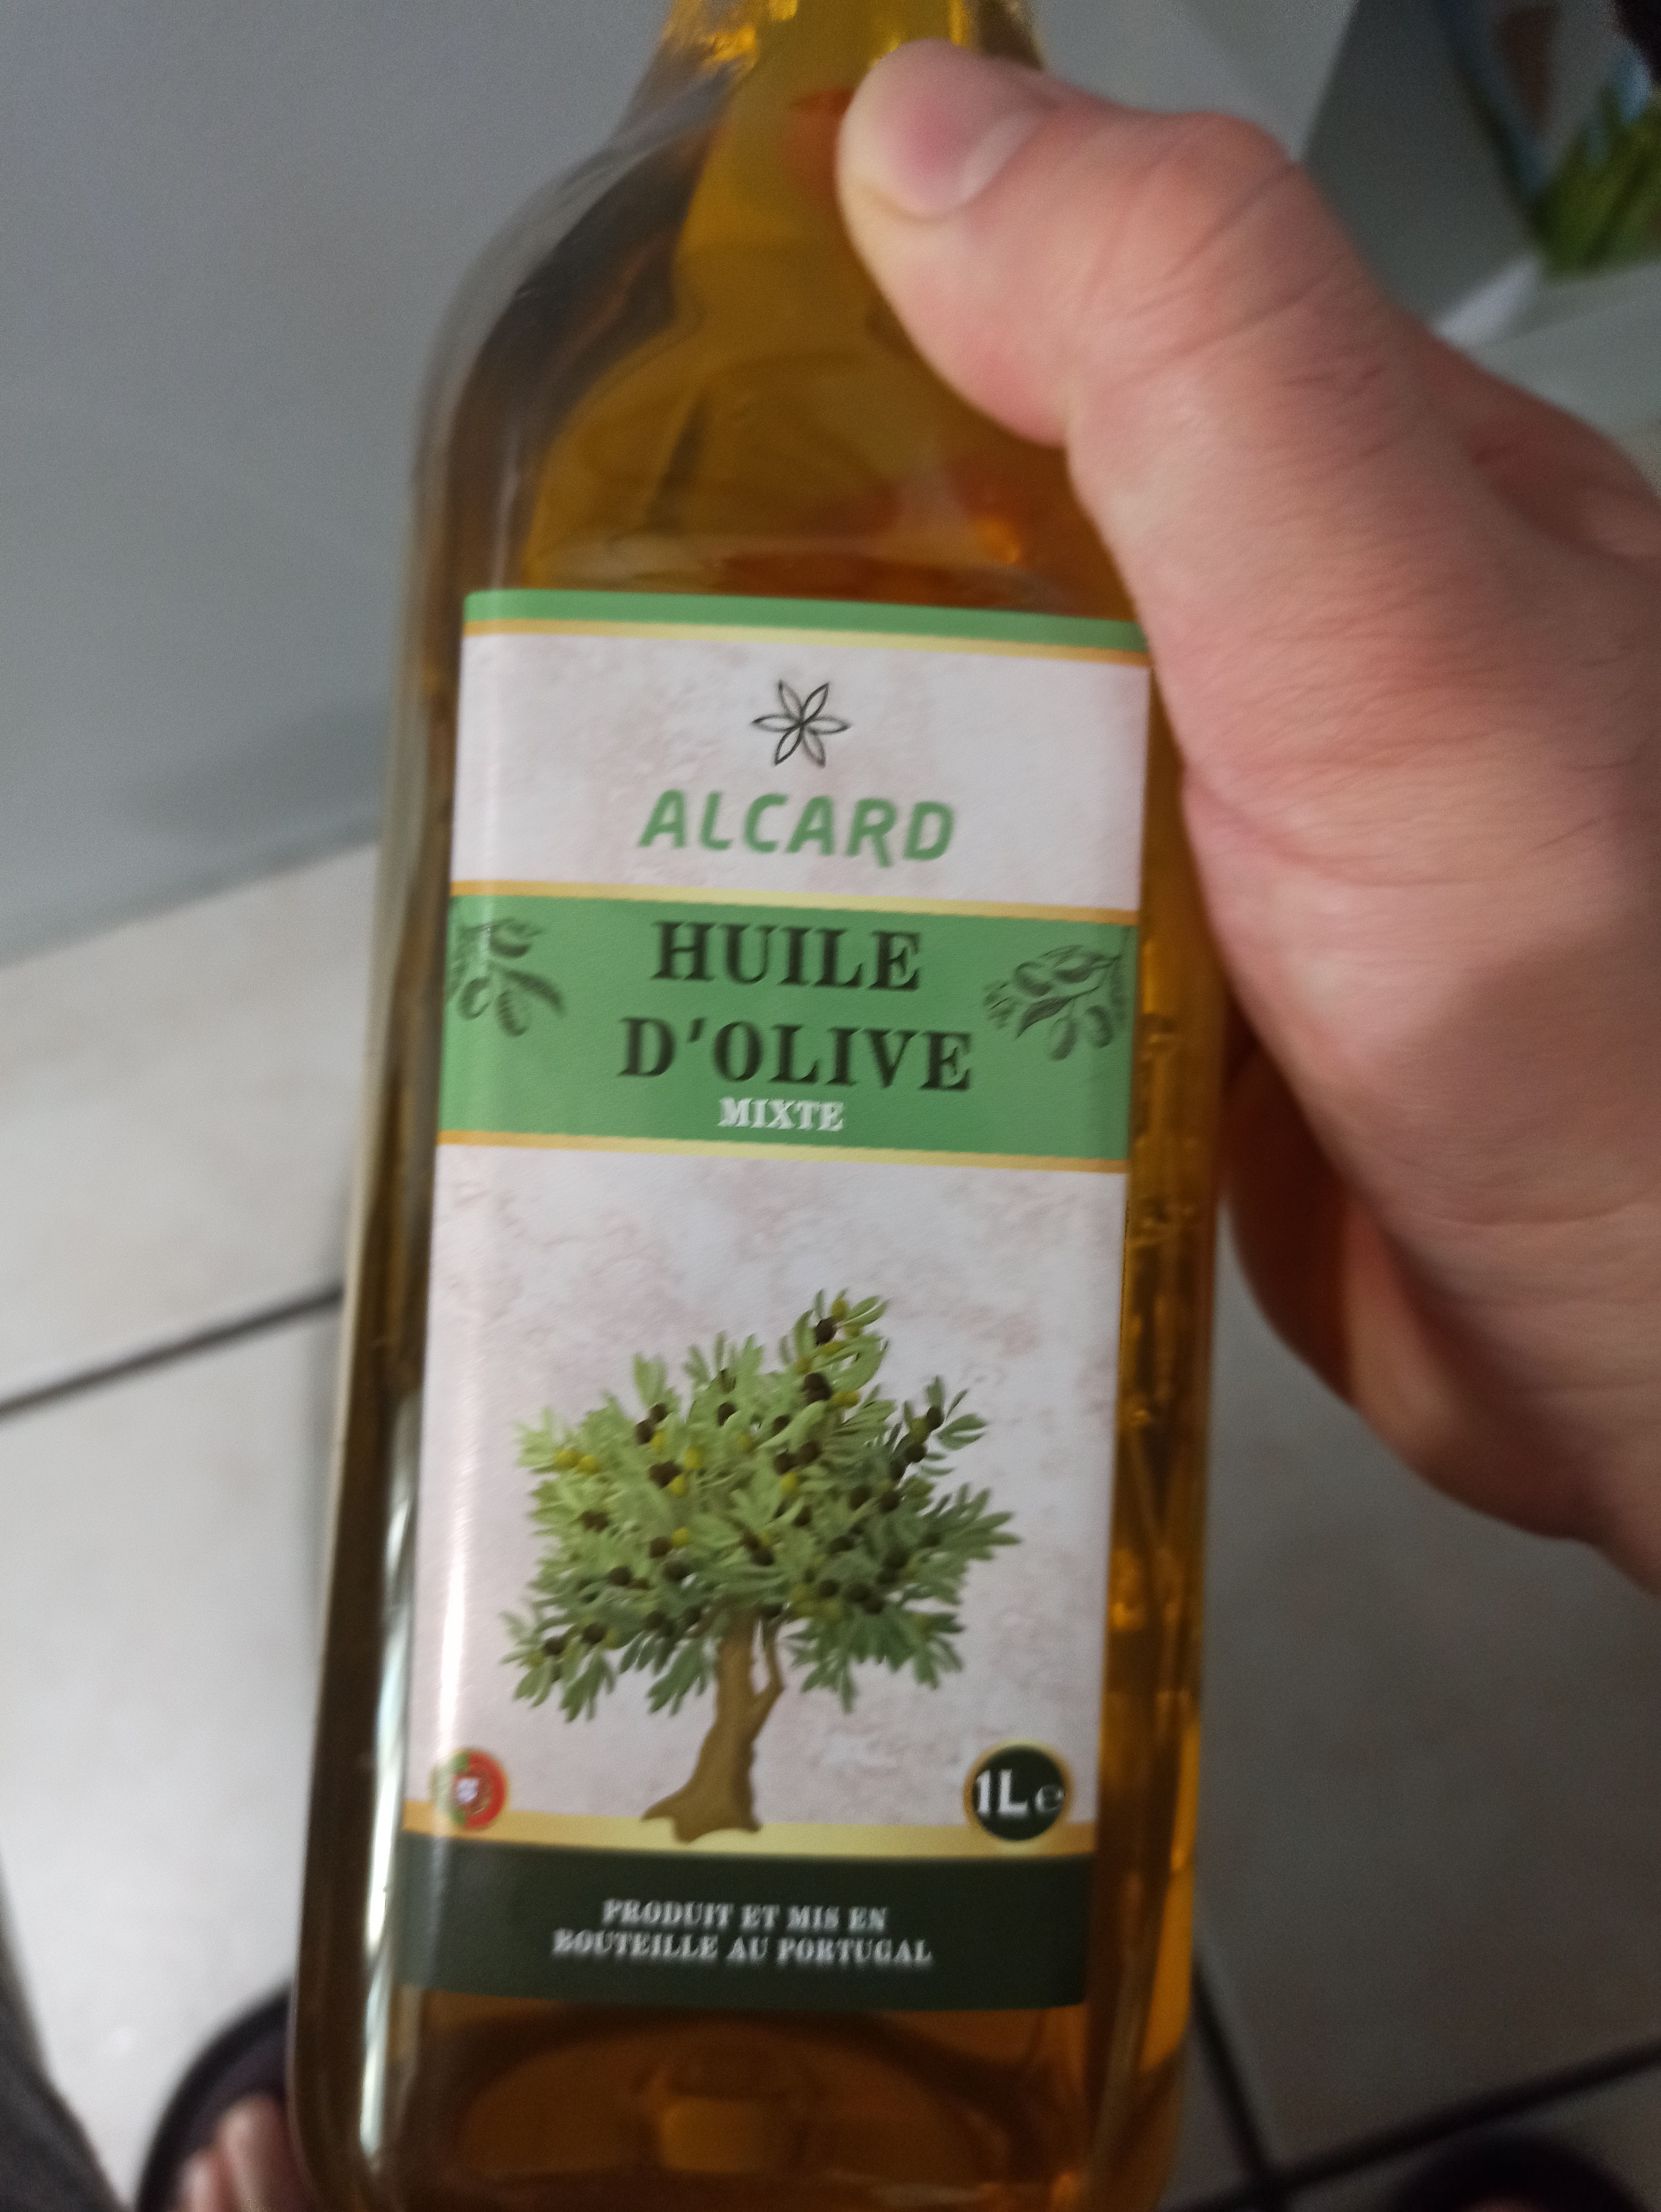 ALCARD
HUILE
D'OLIVE
MIXTE
1L e
PRODUIT ET MIS EN
BOUTEILLE AU PORTUGAL